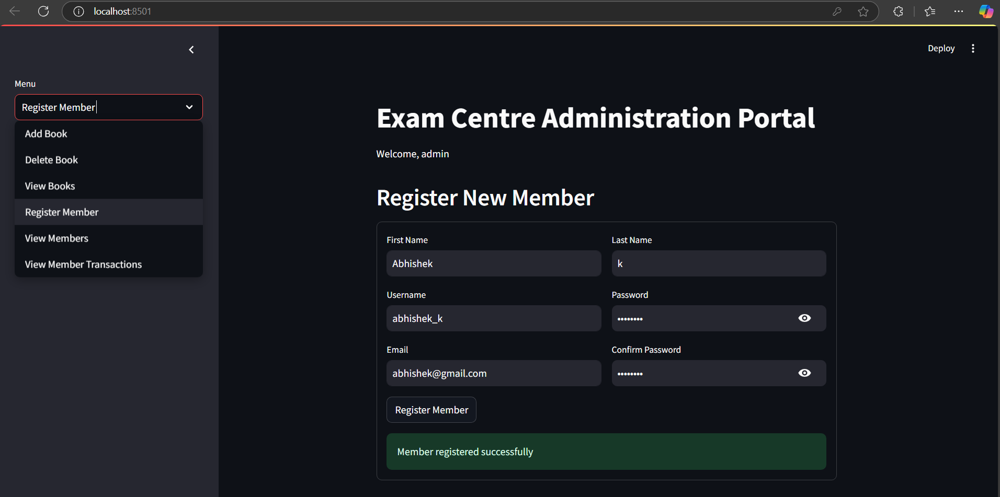 localhost:8501
Deploy
Menu
Register Member
Add Book
Delete Book
View Books
Register Member
View Members
View Member Transactions
Exam Centre Administration Portal
Welcome, admin
Register New Member
First Name
Last Name
Abhishek
k
Username
Password
abhishek_k
••••••••
Email
Confirm Password
abhishek@gmail.com
••••••••
Register Member
Member registered successfully